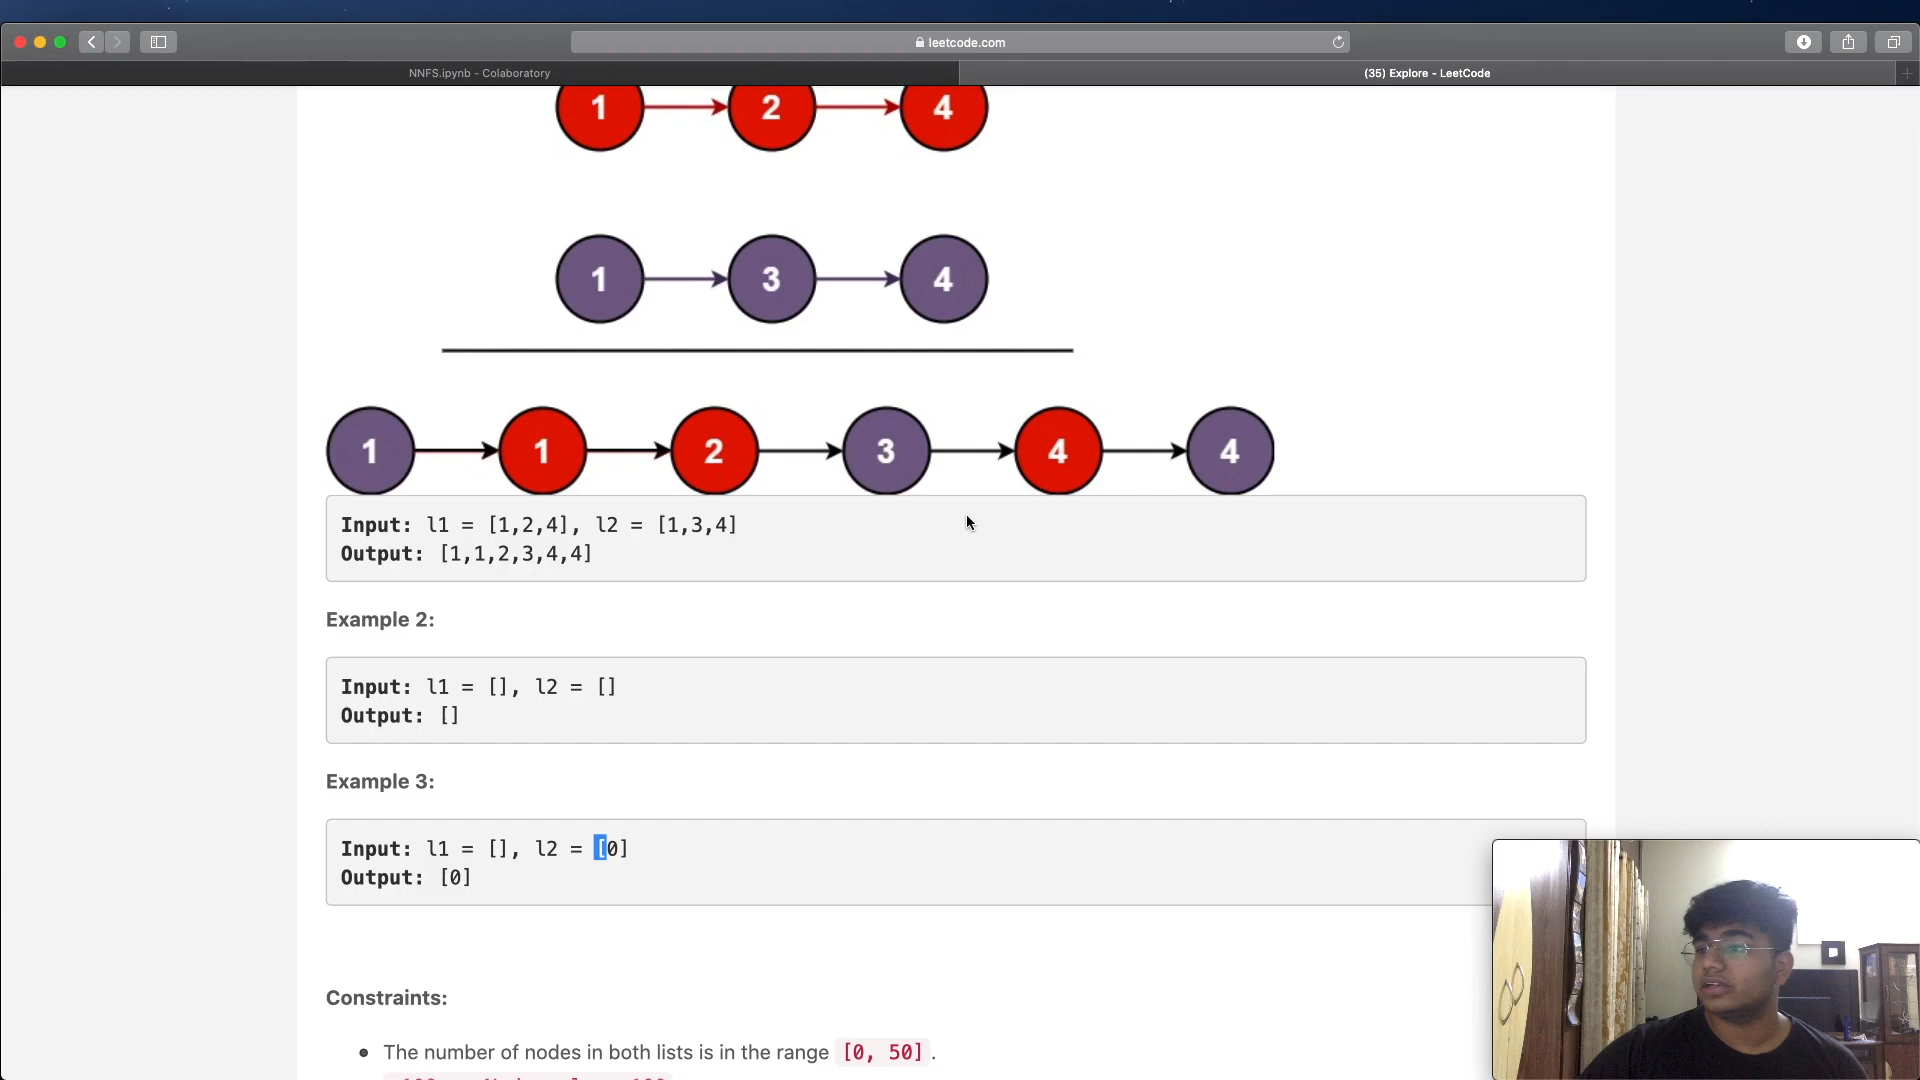 leetcode.com
NNFS.ipynb - Colaboratory
(35) Explore - LeetCode
1 2 4
1 3 4
1 1 2 3 4 4
Input: l1 = [1,2,4], l2 = [1,3,4]
Output: [1,1,2,3,4,4]
Example 2:
Input: l1 = [], l2 = []
Output: []
Example 3:
Input: l1 = [], l2 = [0]
Output: [0]
Constraints:
The number of nodes in both lists is in the range [0, 50].